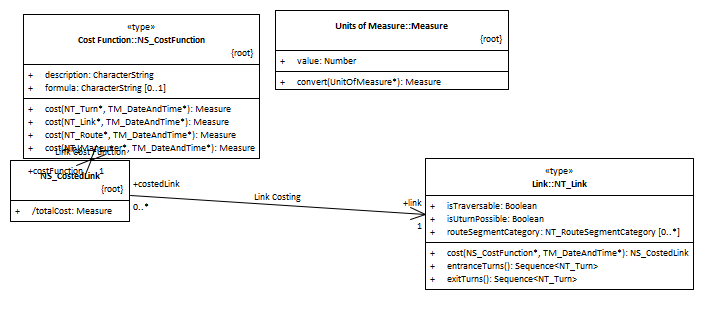 «type»
Cost Function::NS_CostFunction
{root}
+ description: CharacterString
+ formula: CharacterString [0..1]
+ cost(NT_Turn*, TM_DateAndTime*): Measure
+ cost(NT_Link*, TM_DateAndTime*): Measure
+ cost(NT_Route*, TM_DateAndTime*): Measure
+ cost(NT_Maneuver*, TM_DateAndTime*): Measure
Units of Measure::Measure
{root}
+ value: Number
+ convert(UnitOfMeasure*): Measure
Link Cost Function
+costFunction 1
NS_CostedLink
{root}
+ /totalCost: Measure
+costedLink
0..*
Link Costing
+link
1
«type»
Link::NT_Link
+ isTraversable: Boolean
+ isUturnPossible: Boolean
+ routeSegmentCategory: NT_RouteSegmentCategory [0..*]
+ cost(NS_CostFunction*, TM_DateAndTime*): NS_CostedLink
+ entranceTurns(): Sequence<NT_Turn>
+ exitTurns(): Sequence<NT_Turn>